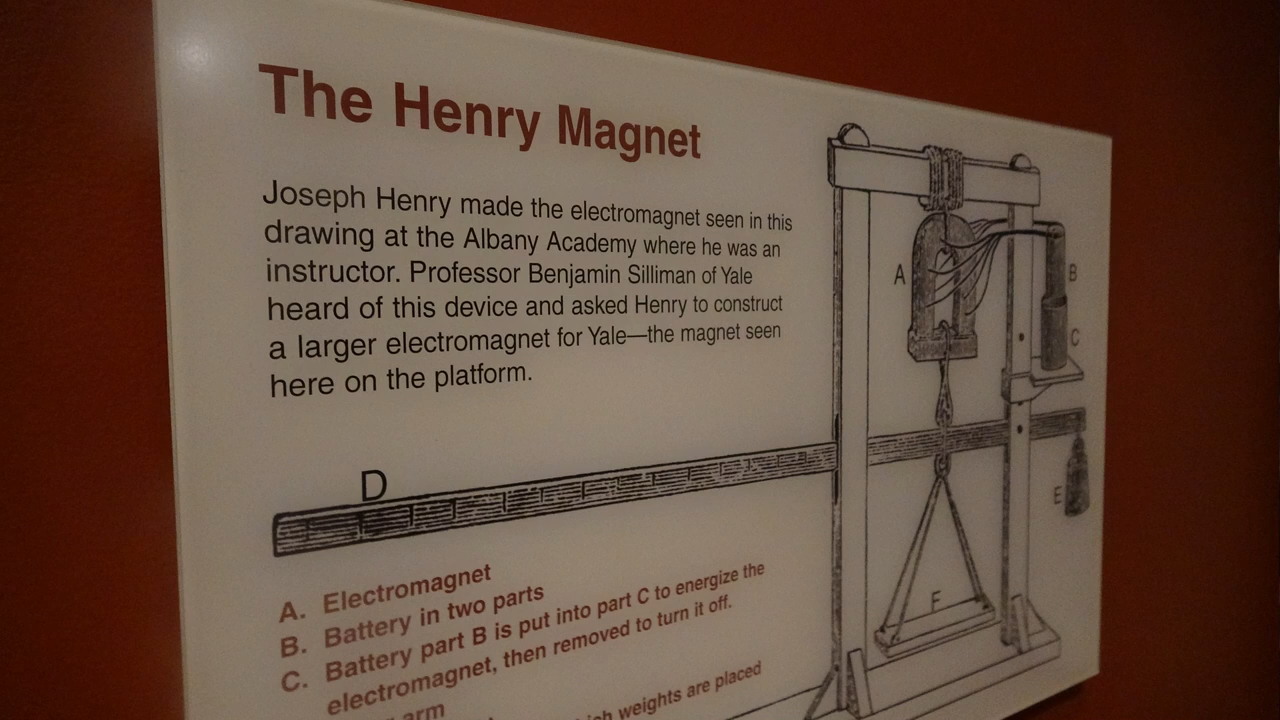 The Henry Magnet
Joseph Henry made the electromagnet seen in this
drawing at the Albany Academy where he was an
instructor. Professor Benjamin Silliman of Yale
heard of this device and asked Henry to construct
a larger electromagnet for Yale—the magnet seen
here on the platform.
A
B
C
D
E
F
A. Electromagnet
B. Battery in two parts
C. Battery part B is put into part C to energize the
electromagnet, then removed to turn it off.
arm
weights are placed